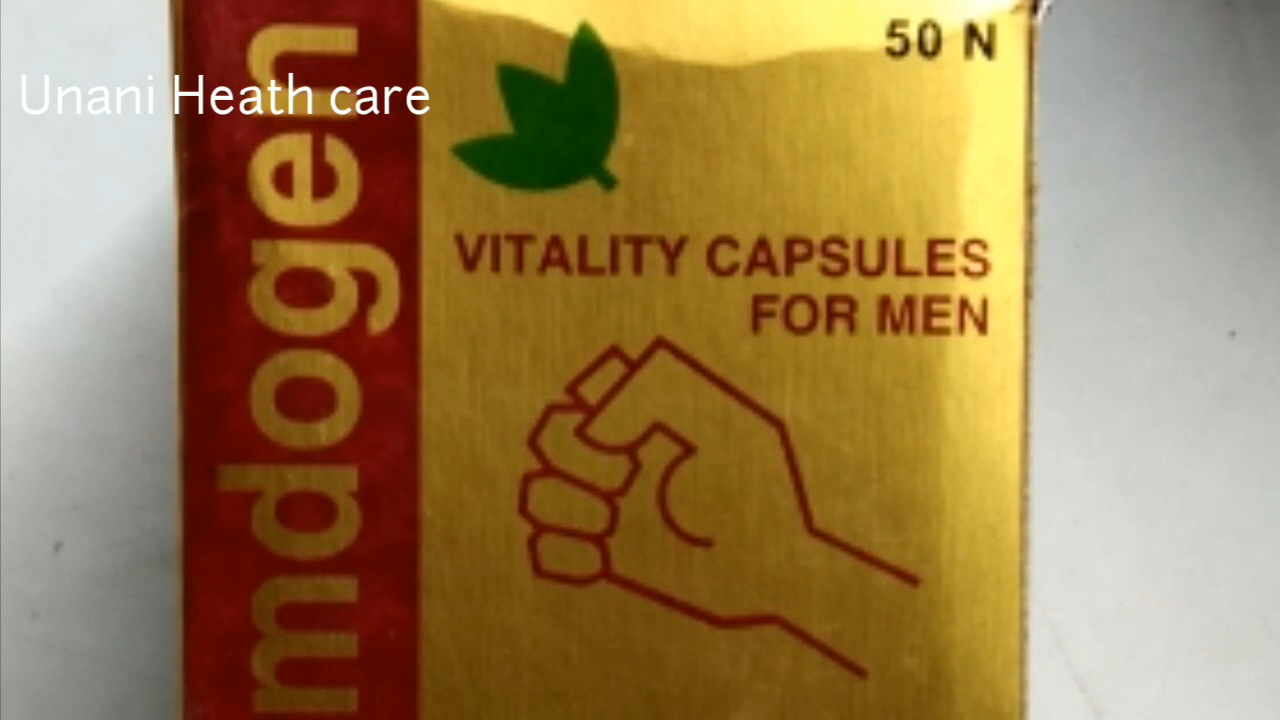 50 N
Unani Heath care
mdogen
VITALITY CAPSULES
FOR MEN